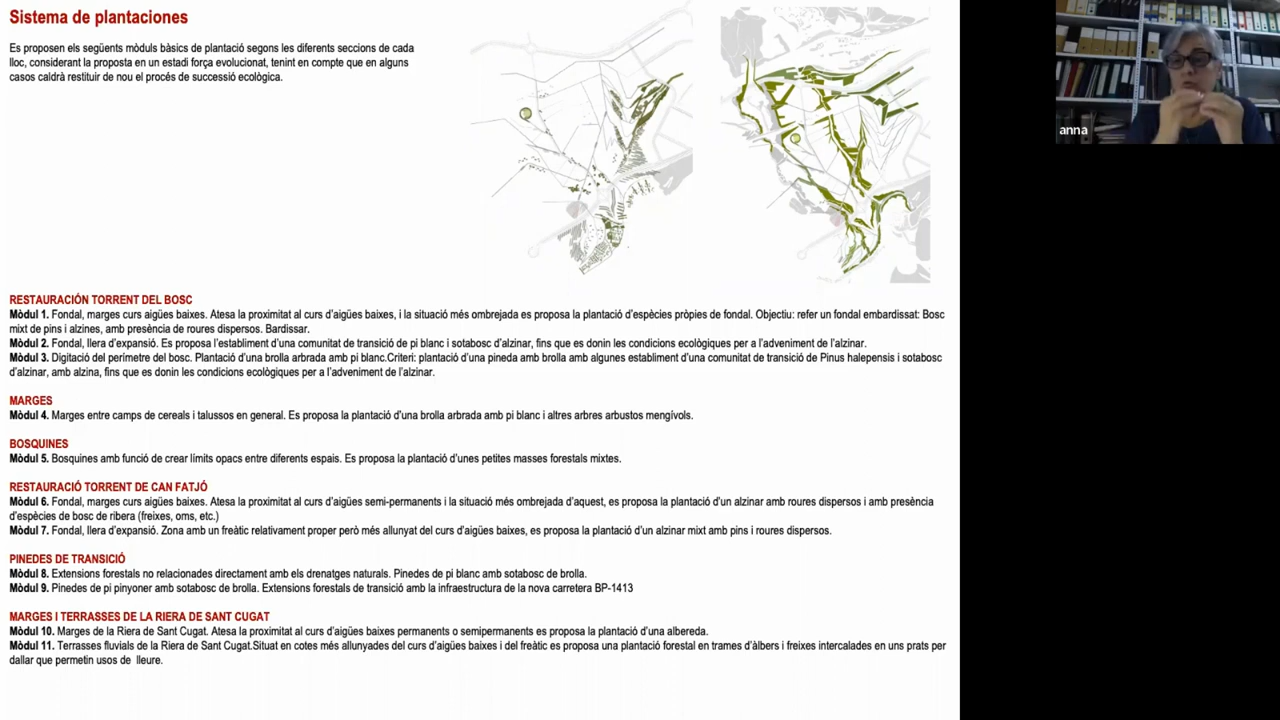 Sistema de plantaciones
Es proposen els següents mòduls bàsics de plantació segons les diferents seccions de cada
lloc, considerant la proposta en un estadi força evolucionat, tenint en compte que en alguns
casos caldrà restituir de nou el procés de successió ecològica.
anna
RESTAURACIÓN TORRENT DEL BOSC
Mòdul 1. Fondal, marges curs aigües baixes. Atesa la proximitat al curs d'aigües baixes, i la situació més ombrejada es proposa la plantació d'espècies pròpies de fondal. Objectiu: refer un fondal embardissat: Bosc
mixt de pins i alzines, amb presència de roures dispersos. Bardissar.
Mòdul 2. Fondal, llera d'expansió. Es proposa l'establiment d'una comunitat de transició de pi blanc i sotabosc d'alzinar, fins que es donin les condicions ecològiques per a l'adveniment de l'alzinar.
Mòdul 3. Digitació del perímetre del bosc. Plantació d'una brolla arbrada amb pi blanc.Criteri: plantació d'una pineda amb brolla amb algunes establiment d'una comunitat de transició de Pinus halepensis i sotabosc
d'alzinar, amb alzina, fins que es donin les condicions ecològiques per a l'adveniment de l'alzinar.
MARGES
Mòdul 4. Marges entre camps de cereals i talussos en general. Es proposa la plantació d'una brolla arbrada amb pi blanc i altres arbres arbustos mengívols.
BOSQUINES
Mòdul 5. Bosquines amb funció de crear límits opacs entre diferents espais. Es proposa la plantació d'unes petites masses forestals mixtes.
RESTAURACIÓ TORRENT DE CAN FATJÓ
Mòdul 6. Fondal, marges curs aigües baixes. Atesa la proximitat al curs d'aigües semi-permanents i la situació més ombrejada d'aquest, es proposa la plantació d'un alzinar amb roures dispersos i amb presència
d'espècies de bosc de ribera (freixes, oms, etc.)
Mòdul 7. Fondal, llera d'expansió. Zona amb un freàtic relativament proper però més allunyat del curs d'aigües baixes, es proposa la plantació d'un alzinar mixt amb pins i roures dispersos.
PINEDES DE TRANSICIÓ
Mòdul 8. Extensions forestals no relacionades directament amb els drenatges naturals. Pinedes de pi blanc amb sotabosc de brolla.
Mòdul 9. Pinedes de pi pinyoner amb sotabosc de brolla. Extensions forestals de transició amb la infraestructura de la nova carretera BP-1413
MARGES I TERRASSES DE LA RIERA DE SANT CUGAT
Mòdul 10. Marges de la Riera de Sant Cugat. Atesa la proximitat al curs d'aigües baixes permanents o semipermanents es proposa la plantació d'una albereda.
Mòdul 11. Terrasses fluvials de la Riera de Sant Cugat.Situat en cotes més allunyades del curs d'aigües baixes i del freàtic es proposa una plantació forestal en trames d'àlbers i freixes intercalades en uns prats per
dallar que permetin usos de lleure.